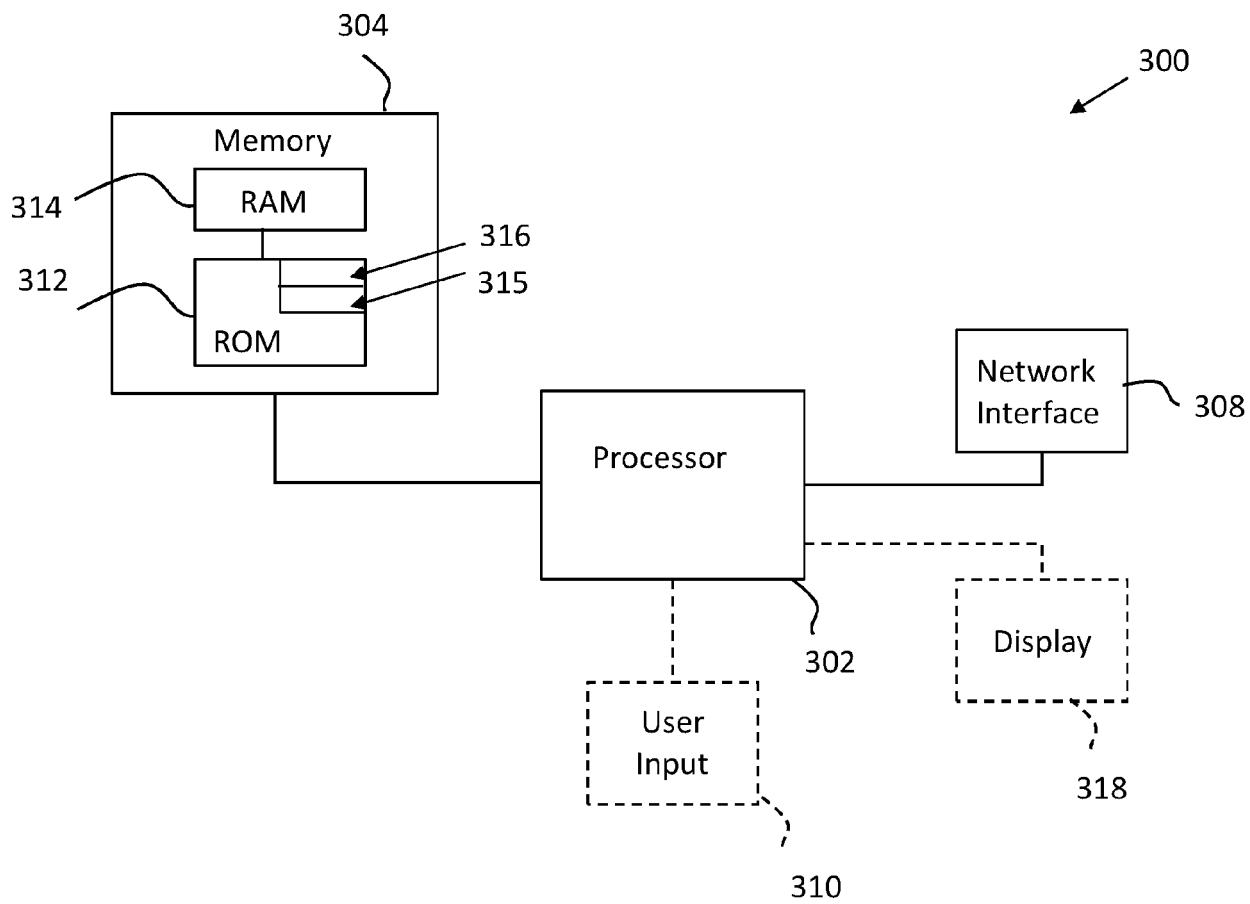 304
300
Memory
RAM
314
316
315
312
ROM
Network
Interface
308
Processor
302
Display
User
Input
318
310